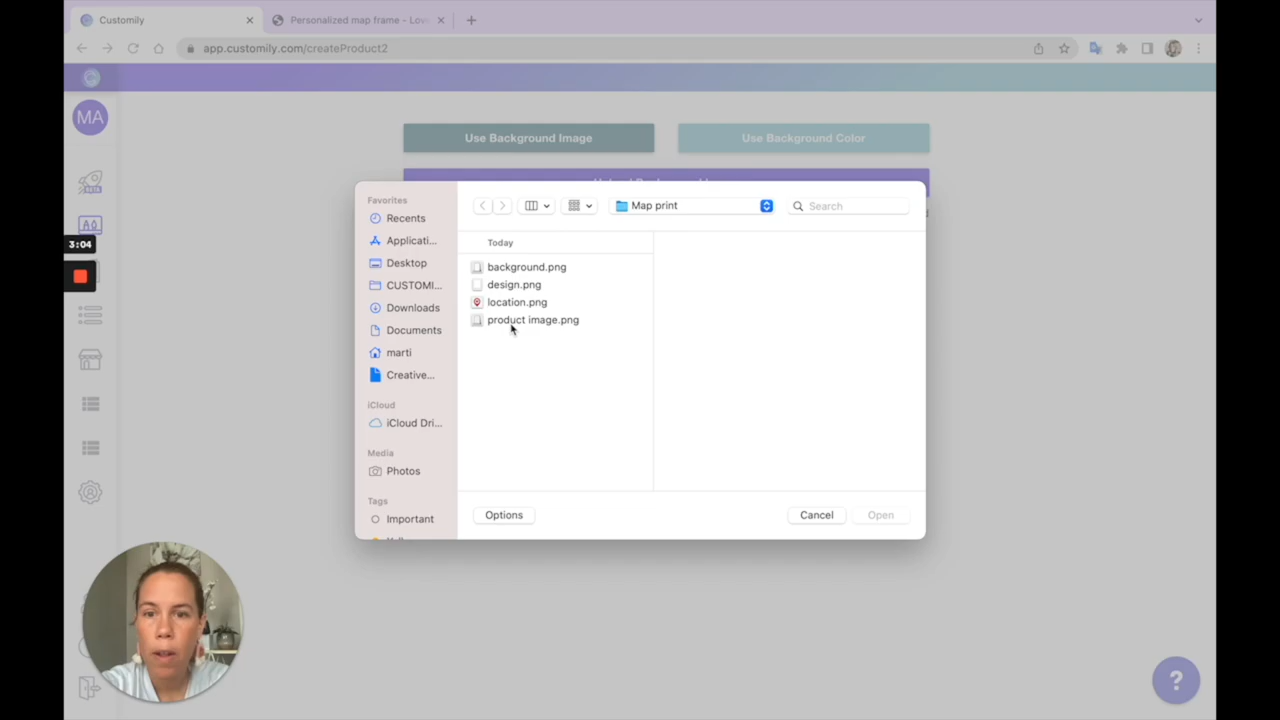 Customily
Personalized map frame - Lov
app.customily.com/createProduct2
MA
BETA
Use Background Image
Use Background Color
3:04
Favorites
Recents
Applicati...
Desktop
CUSTOMI...
Downloads
Documents
marti
Creative...
iCloud
iCloud Dri...
Media
Photos
Tags
Important
Map print
Search
Today
background.png
design.png
location.png
product image.png
Options
Cancel
Open
?